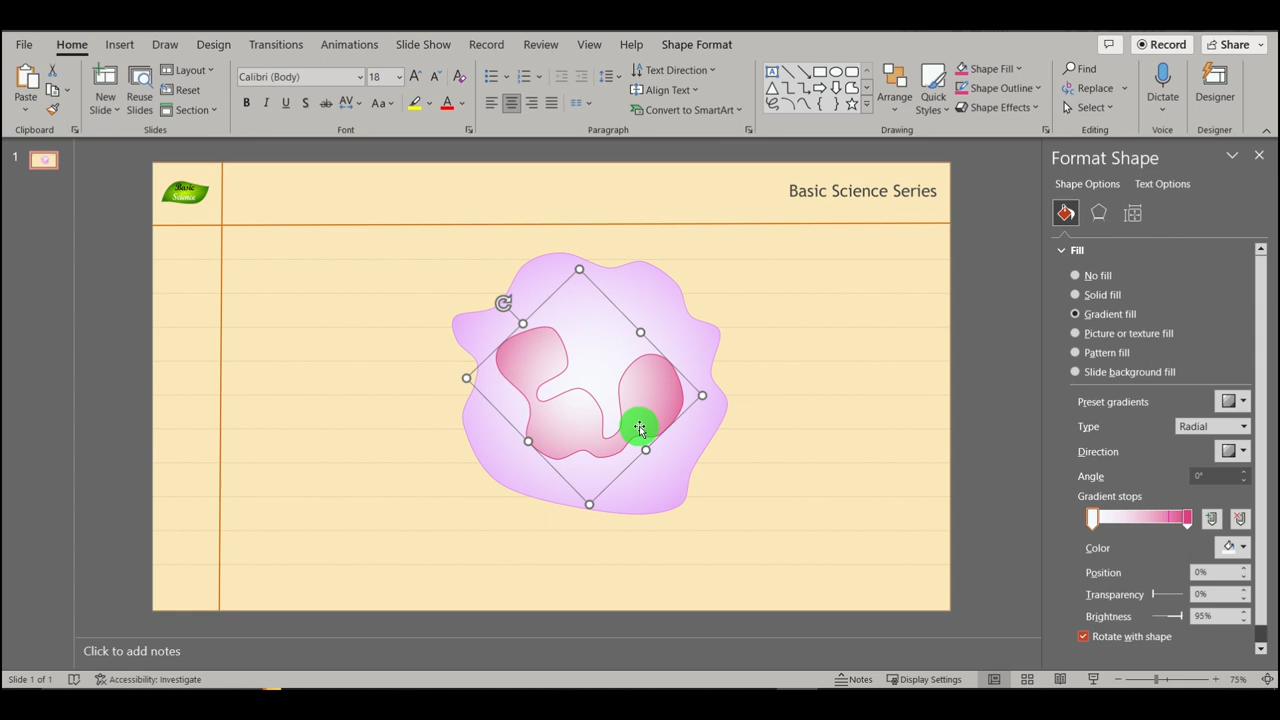 File Home Insert Draw Design Transitions Animations Slide Show Record Review View Help Shape Format Record Share
Paste
Clipboard
New Slide
Reuse Slides
Layout
Reset
Section
Slides
Calibri (Body) 18
B I U S ab AV Aa A
Font
Text Direction
Align Text
Convert to SmartArt
Paragraph
Arrange
Quick Styles
Shape Fill
Shape Outline
Shape Effects
Drawing
Find
Replace
Select
Editing
Dictate
Voice
Designer
Designer
1
Basic
Science
Basic Science Series
Format Shape
Shape Options Text Options
Fill
No fill
Solid fill
Gradient fill
Picture or texture fill
Pattern fill
Slide background fill
Preset gradients
Type Radial
Direction
Angle 0°
Gradient stops
Color
Position 0%
Transparency 0%
Brightness 95%
Rotate with shape
Click to add notes
Slide 1 of 1 Accessibility: Investigate Notes Display Settings 75%